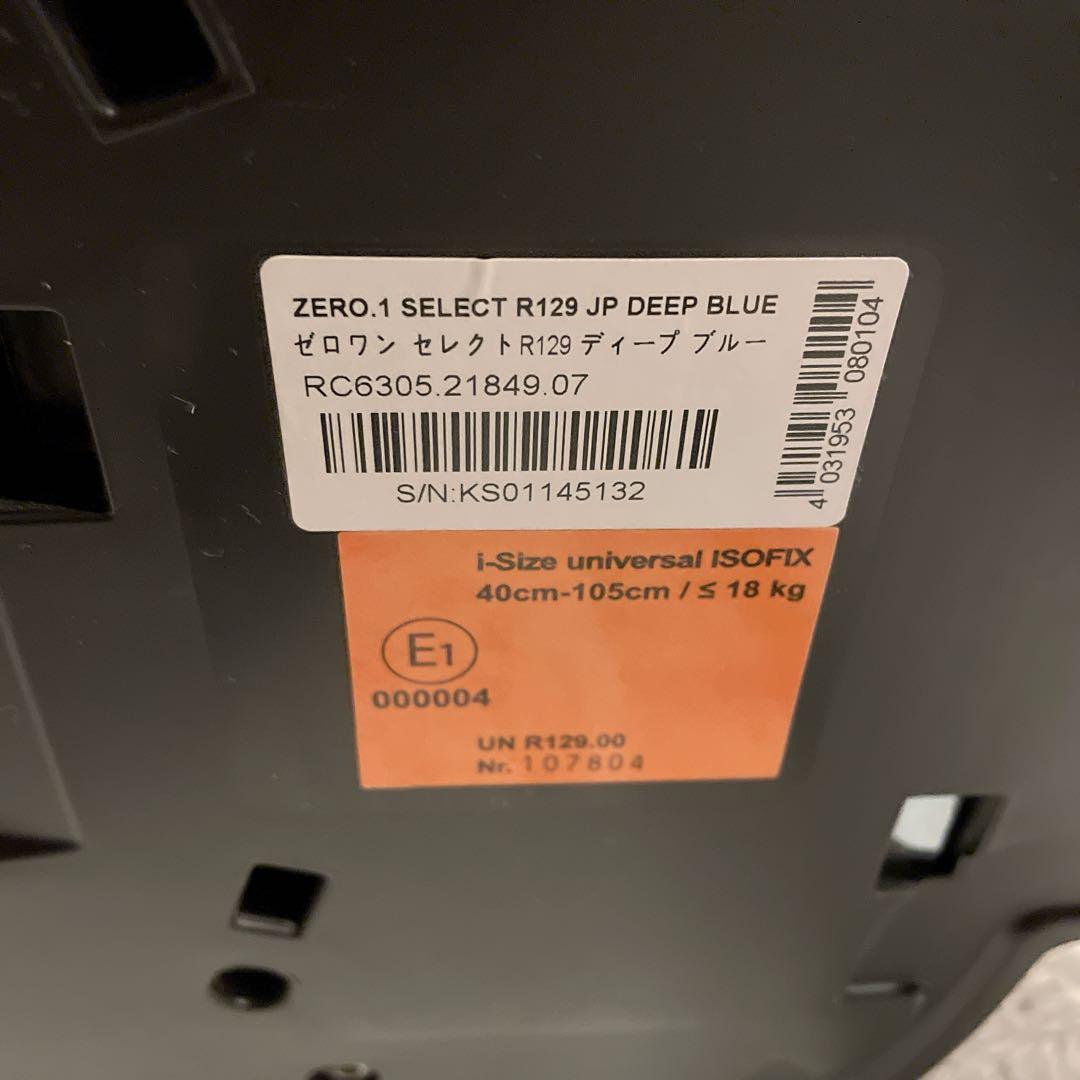 ZERO.1 SELECT R129 JP DEEP BLUE
ゼロワン セレクトR129 ディープ ブルー
RC6305.21849.07
S/N:KS01145132
4 031953 080104
i-Size universal ISOFIX
40cm-105cm / ≤ 18 kg
E1
000004
UN R129.00
Nr. 107804